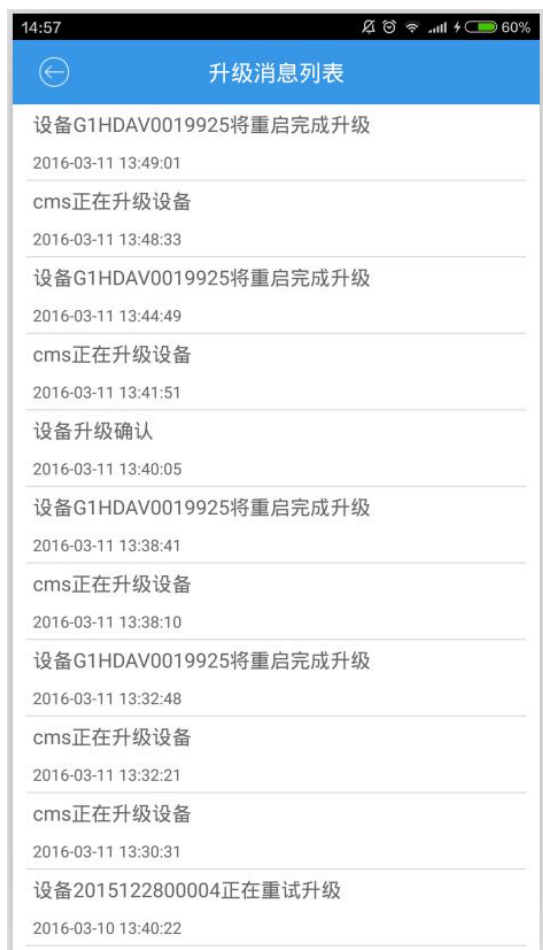 14:57 60%
升级消息列表
设备G1HDAV0019925将重启完成升级
2016-03-11 13:49:01
cms正在升级设备
2016-03-11 13:48:33
设备G1HDAV0019925将重启完成升级
2016-03-11 13:44:49
cms正在升级设备
2016-03-11 13:41:51
设备升级确认
2016-03-11 13:40:05
设备G1HDAV0019925将重启完成升级
2016-03-11 13:38:41
cms正在升级设备
2016-03-11 13:38:10
设备G1HDAV0019925将重启完成升级
2016-03-11 13:32:48
cms正在升级设备
2016-03-11 13:32:21
cms正在升级设备
2016-03-11 13:30:31
设备2015122800004正在重试升级
2016-03-10 13:40:22